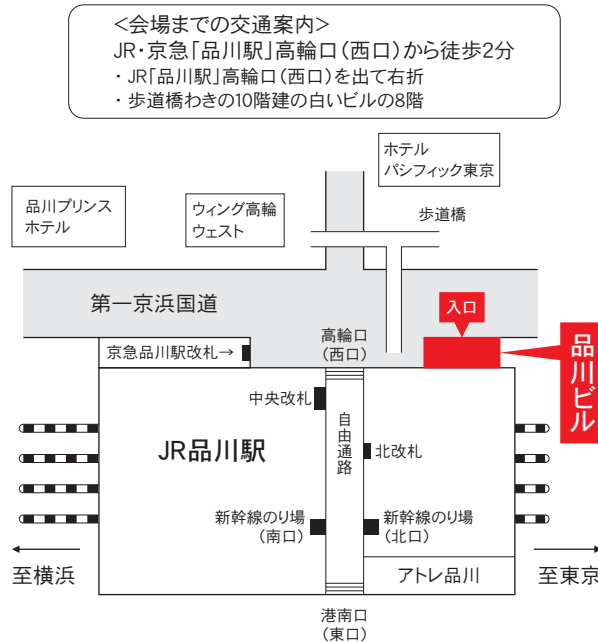 <会場までの交通案内>
JR・京急「品川駅」高輪口(西口)から徒歩2分
・JR「品川駅」高輪口(西口)を出て右折
・歩道橋わきの10階建の白いビルの8階
ホテル
パシフィック東京
品川プリンス
ホテル
ウィング高輪
ウェスト
歩道橋
第一京浜国道
入口
品川ビル
京急品川駅改札→
高輪口
(西口)
中央改札
自由通路
JR品川駅
北改札
新幹線のり場
(南口)
新幹線のり場
(北口)
アトレ品川
至横浜
至東京
港南口
(東口)